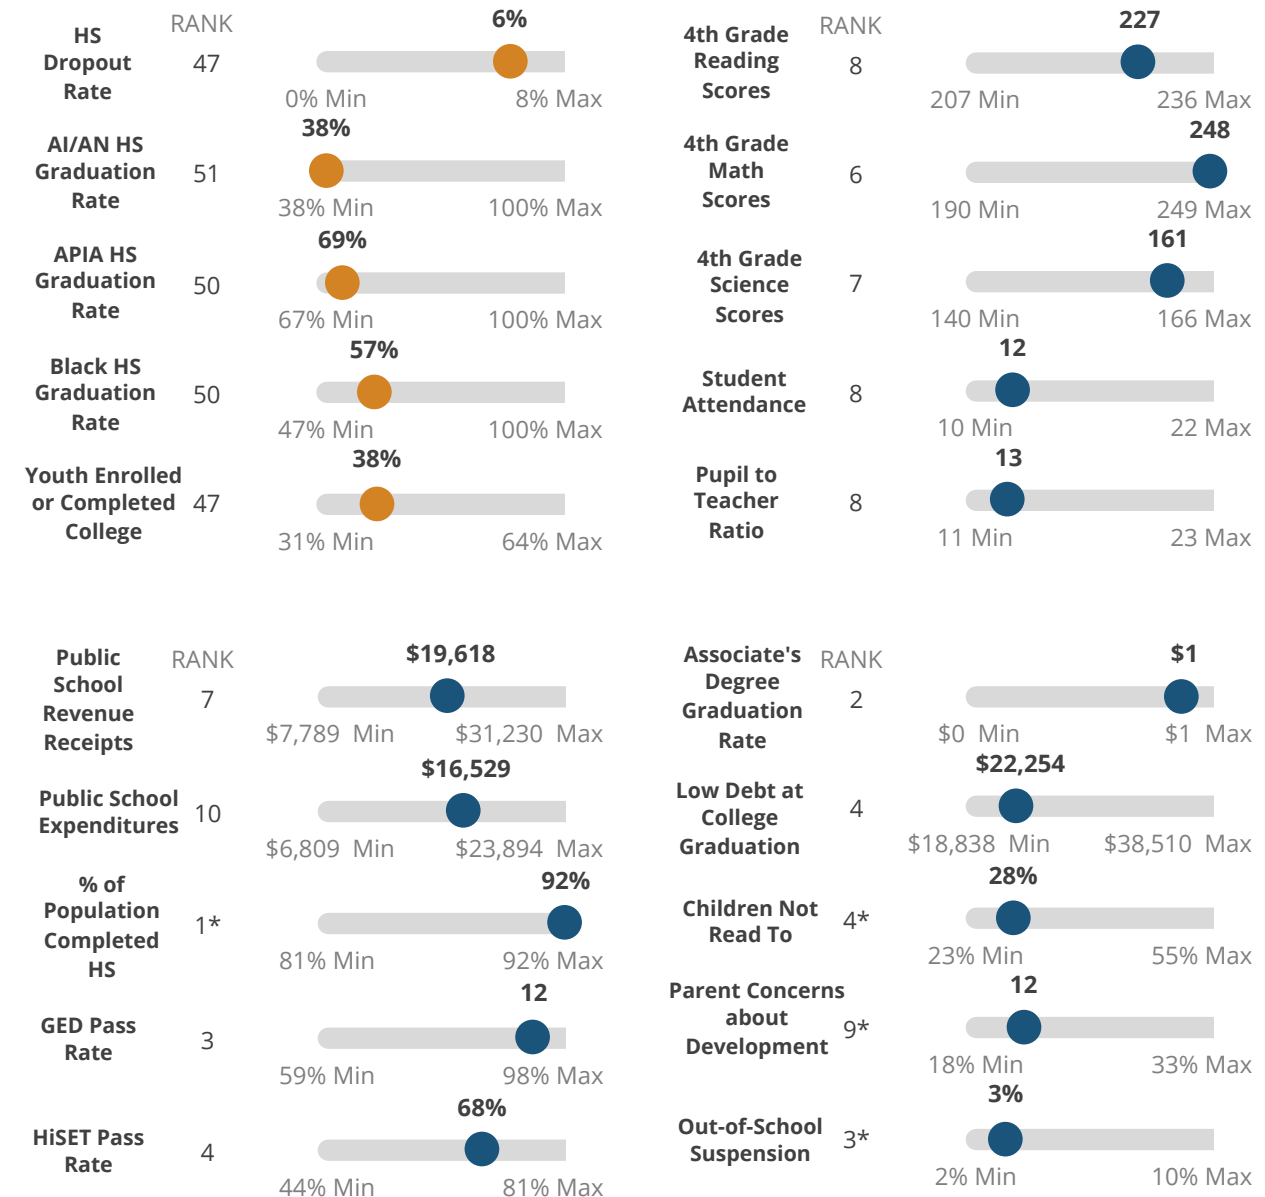 RANK
HS
Dropout
Rate
47
6%
0% Min
8% Max
AI/AN HS
Graduation
Rate
51
38%
38% Min
100% Max
APIA HS
Graduation
Rate
50
69%
67% Min
100% Max
Black HS
Graduation
Rate
50
57%
47% Min
100% Max
Youth Enrolled
or Completed
College
47
38%
31% Min
64% Max
RANK
4th Grade
Reading
Scores
8
227
207 Min
236 Max
4th Grade
Math
Scores
6
248
190 Min
249 Max
4th Grade
Science
Scores
7
161
140 Min
166 Max
Student
Attendance
8
12
10 Min
22 Max
Pupil to
Teacher
Ratio
8
13
11 Min
23 Max
RANK
Public
School
Revenue
Receipts
7
$19,618
$7,789 Min
$31,230 Max
Public School
Expenditures
10
$16,529
$6,809 Min
$23,894 Max
% of
Population
Completed
HS
1*
92%
81% Min
92% Max
GED Pass
Rate
3
12
59% Min
98% Max
HiSET Pass
Rate
4
68%
44% Min
81% Max
RANK
Associate's
Degree
Graduation
Rate
2
$1
$0 Min
$1 Max
Low Debt at
College
Graduation
4
$22,254
$18,838 Min
$38,510 Max
Children Not
Read To
4*
28%
23% Min
55% Max
Parent Concerns
about
Development
9*
12
18% Min
33% Max
Out-of-School
Suspension
3*
3%
2% Min
10% Max